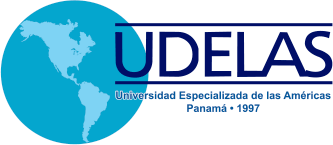 UDELAS
Universidad Especializada de las Américas
Panamá • 1997